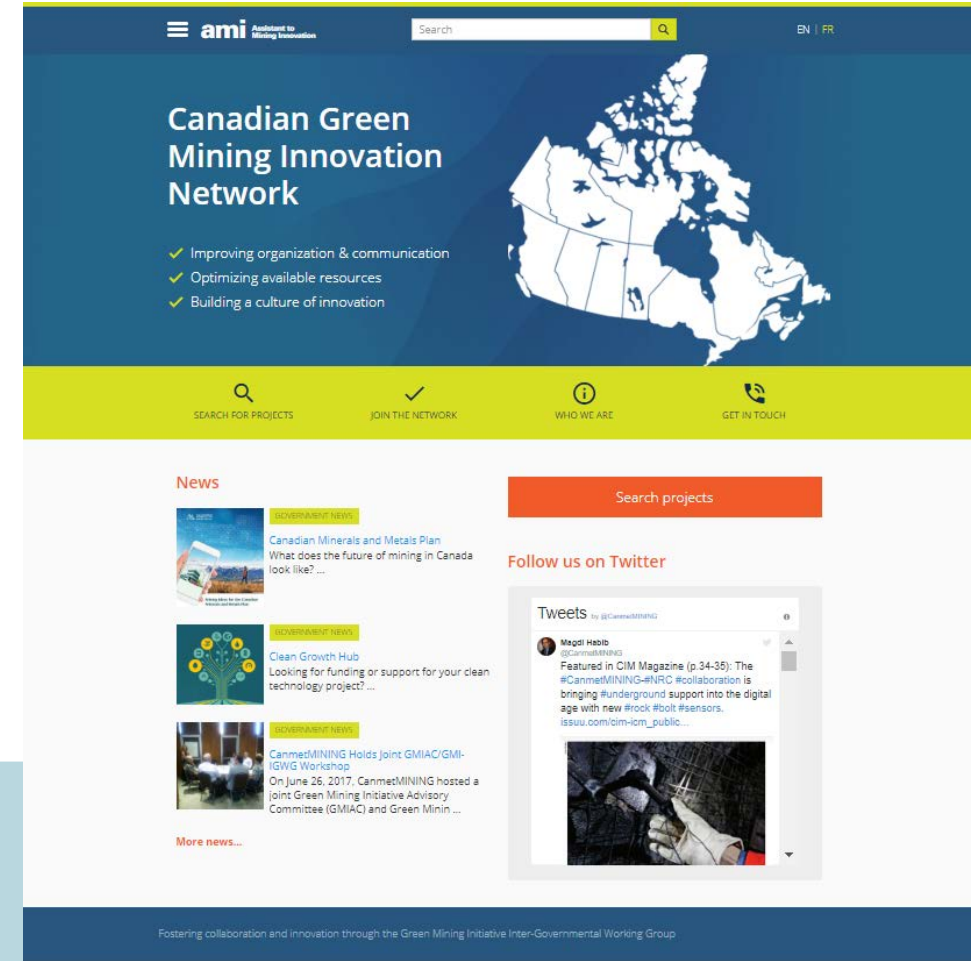 ami Assistant to
Mining Innovation
Search
EN | FR
Canadian Green
Mining Innovation
Network
Improving organization & communication
Optimizing available resources
Building a culture of innovation
SEARCH FOR PROJECTS
JOIN THE NETWORK
WHO WE ARE
GET IN TOUCH
News
GOVERNMENT NEWS
Canadian Minerals and Metals Plan
What does the future of mining in Canada
look like? ...
GOVERNMENT NEWS
Clean Growth Hub
Looking for funding or support for your clean
technology project? ...
GOVERNMENT NEWS
CanmetMINING Holds Joint GMIAC/GMI-
IGWG Workshop
On June 26, 2017, CanmetMINING hosted a
joint Green Mining Initiative Advisory
Committee (GMIAC) and Green Minin ...
More news...
Search projects
Follow us on Twitter
Tweets by @CanmetMINING
Magdi Habib
@CanmetMINING
Featured in CIM Magazine (p.34-35): The
#CanmetMINING-#NRC #collaboration is
bringing #underground support into the digital
age with new #rock #bolt #sensors.
issuu.com/cim-icm_public...
Fostering collaboration and innovation through the Green Mining Initiative Inter-Governmental Working Group